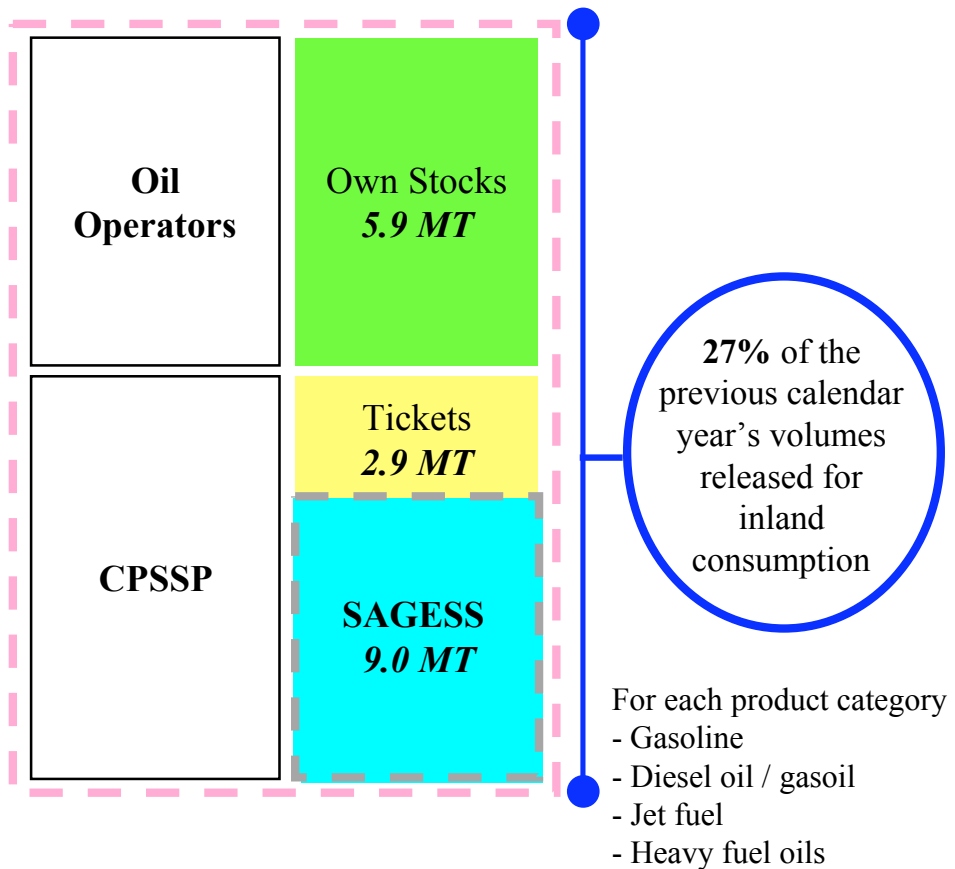 Oil
Operators
Own Stocks
5.9 MT
Tickets
2.9 MT
CPSSP
SAGESS
9.0 MT
27% of the
previous calendar
year’s volumes
released for
inland
consumption
For each product category
- Gasoline
- Diesel oil / gasoil
- Jet fuel
- Heavy fuel oils